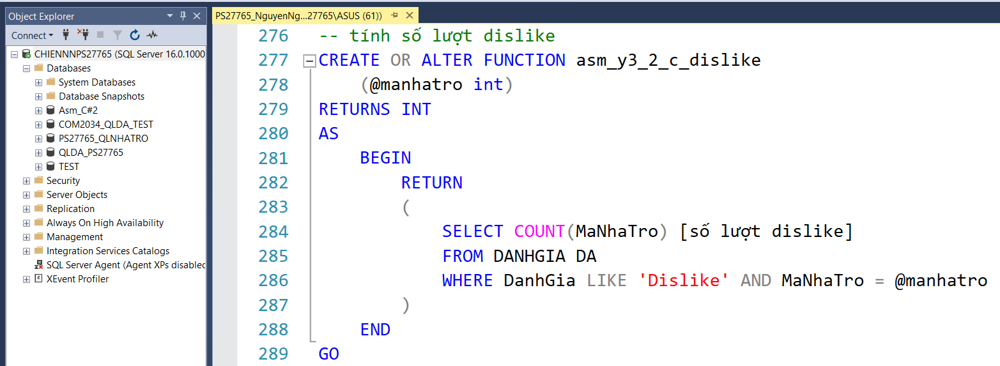 Object Explorer
Connect
CHIENNNPS27765 (SQL Server 16.0.1000
Databases
System Databases
Database Snapshots
Asm_C#2
COM2034_QLDA_TEST
PS27765_QLNHATRO
QLDA_PS27765
TEST
Security
Server Objects
Replication
Always On High Availability
Management
Integration Services Catalogs
SQL Server Agent (Agent XPs disabled
XEvent Profiler
PS27765_NguyenNg...27765\ASUS (61))
276 -- tính số lượt dislike
277 CREATE OR ALTER FUNCTION asm_y3_2_c_dislike
278 (@manhatro int)
279 RETURNS INT
280 AS
281 BEGIN
282 RETURN
283 (
284 SELECT COUNT(MaNhaTro) [số lượt dislike]
285 FROM DANHGIA DA
286 WHERE DanhGia LIKE 'Dislike' AND MaNhaTro = @manhatro
287 )
288 END
289 GO